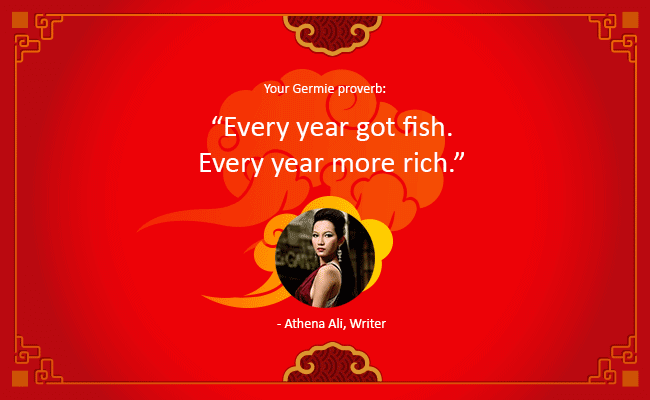 Your Germie proverb:
“Every year got fish.
Every year more rich.”
- Athena Ali, Writer